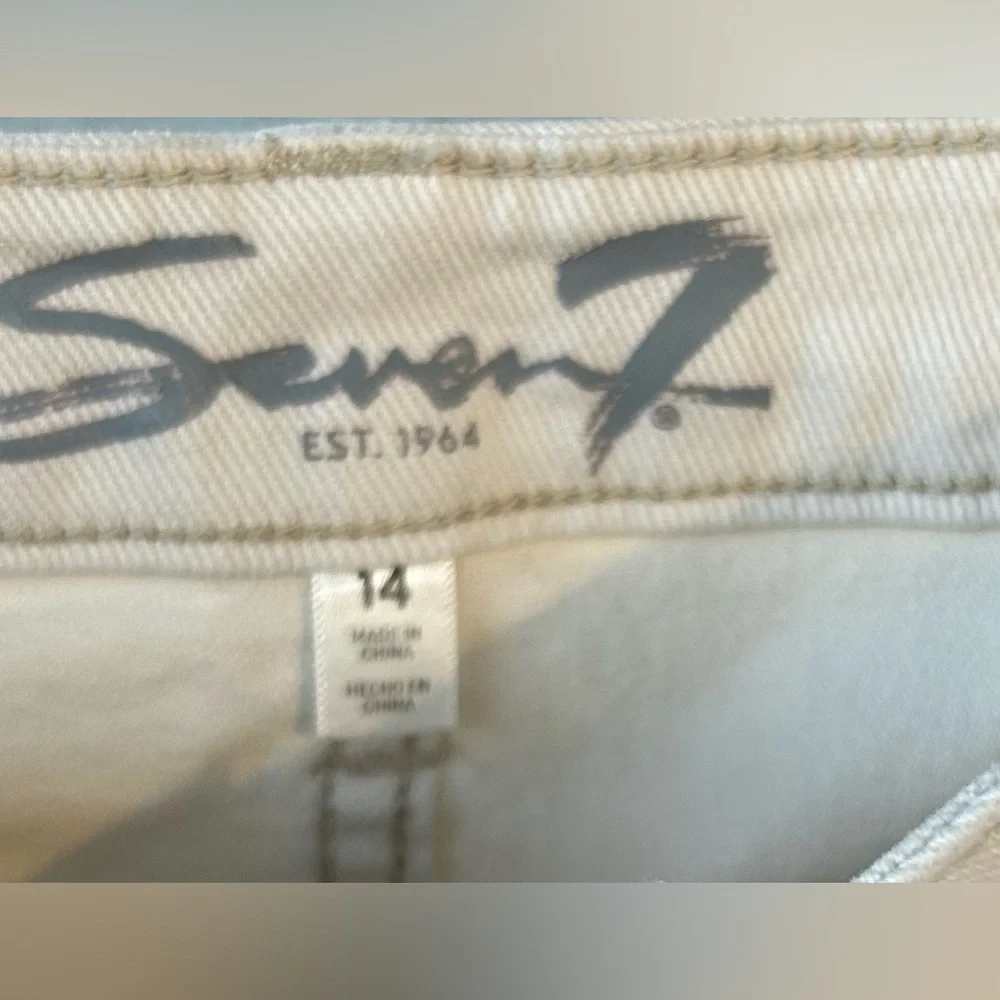 Seven7®
EST. 1964
14
MADE IN
CHINA
HECHO EN
CHINA